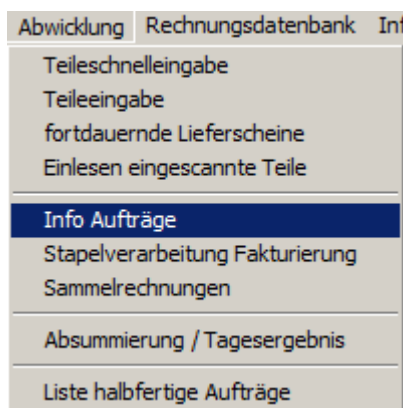 Abwicklung Rechnungsdatenbank
Teileschnelleingabe
Teileeingabe
fortdauernde Lieferscheine
Einlesen eingescannte Teile
Info Aufträge
Stapelverarbeitung Fakturierung
Sammelrechnungen
Absummierung / Tagesergebnis
Liste halbfertige Aufträge